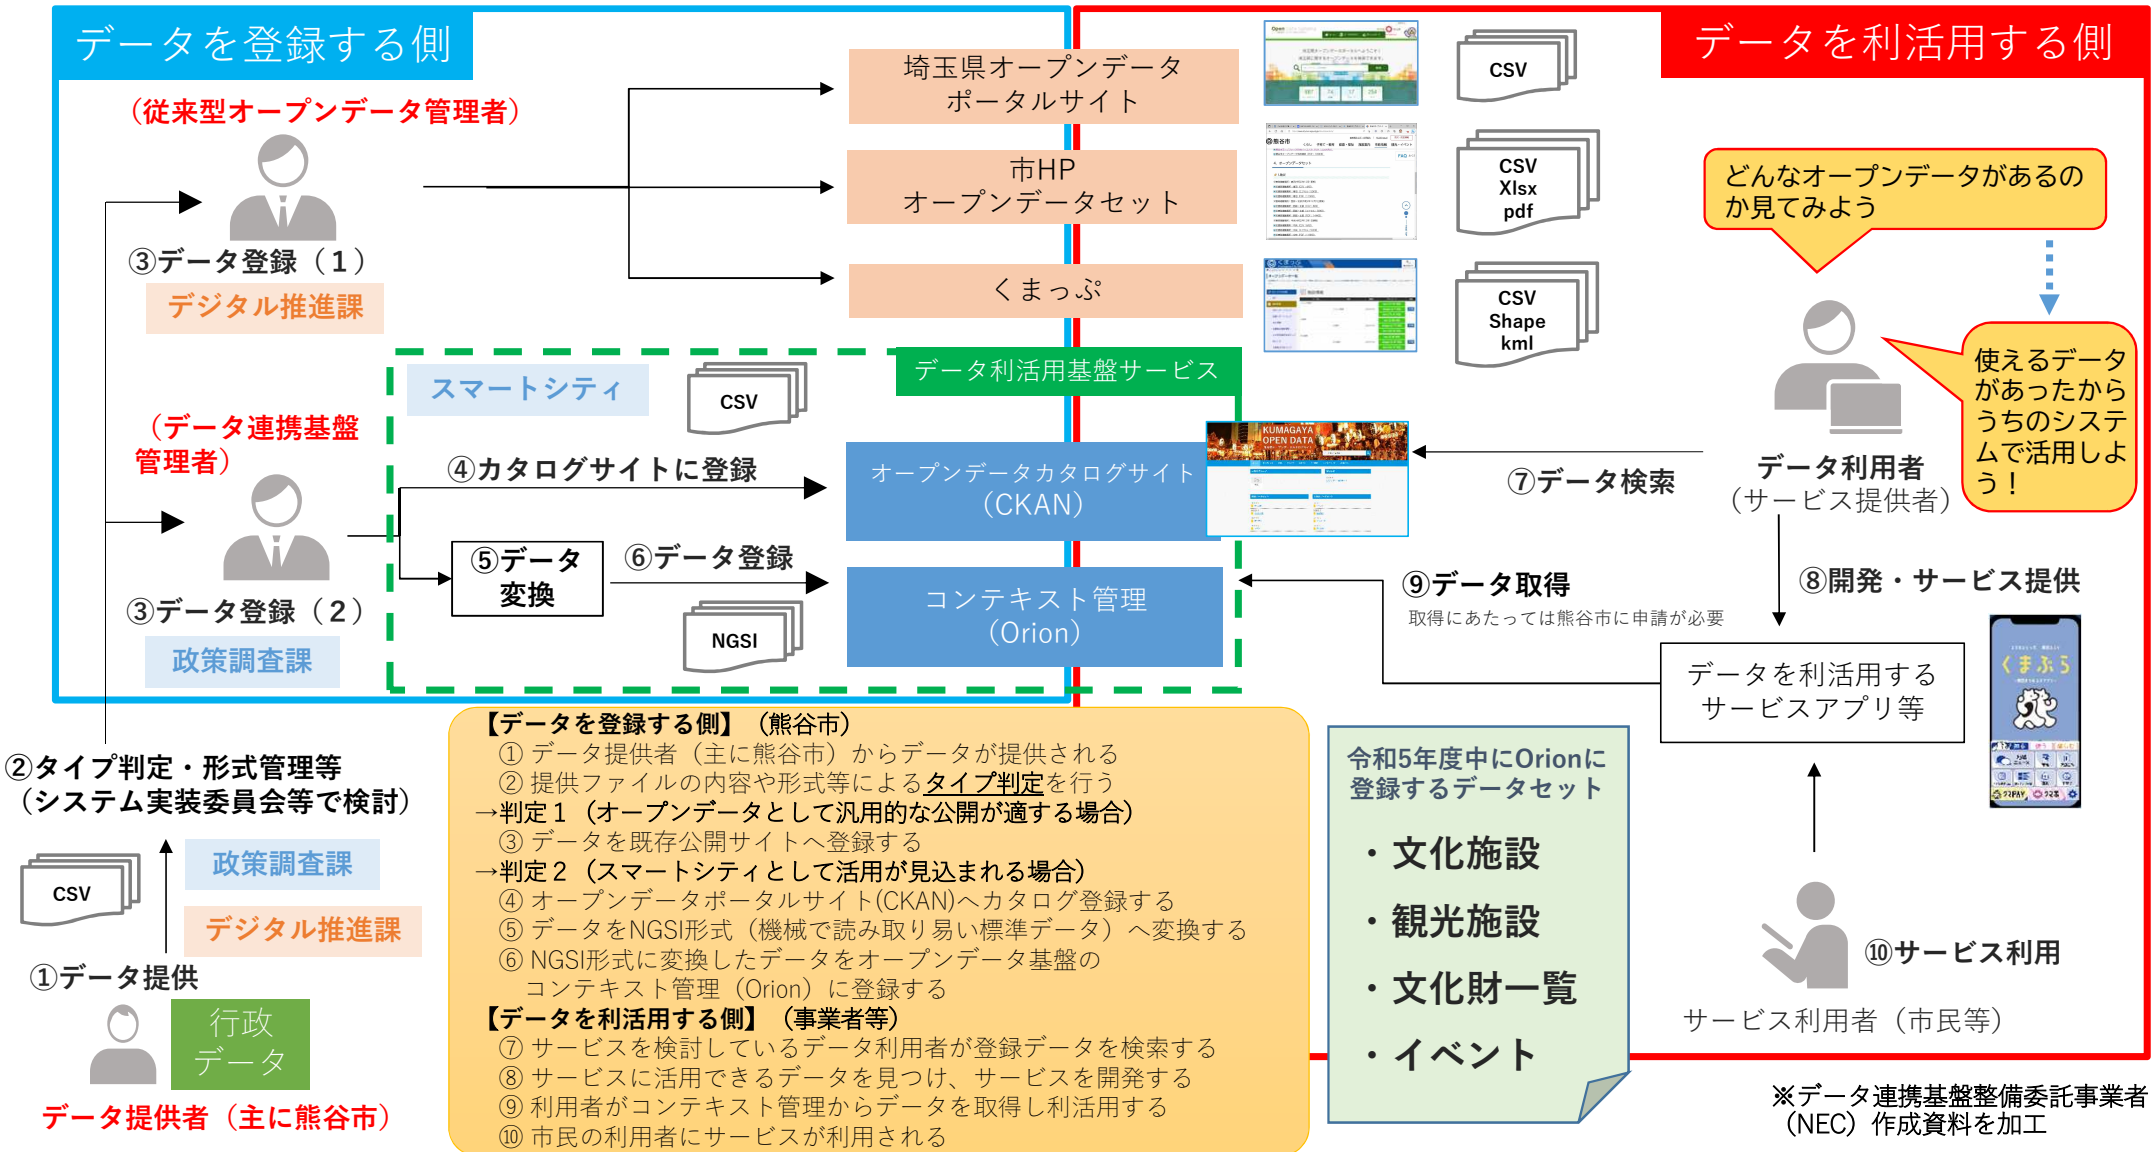 データを登録する側
データを利活用する側
（従来型オープンデータ管理者）
③データ登録（１）
デジタル推進課
埼玉県オープンデータ
ポータルサイト
市HP
オープンデータセット
くまっぷ
CSV
CSV
Xlsx
pdf
CSV
Shape
kml
どんなオープンデータがあるの
か見てみよう
使えるデータ
があったから
うちのシステ
ムで活用しよ
う！
データ利用者
（サービス提供者）
データ利活用基盤サービス
スマートシティ
CSV
（データ連携基盤
管理者）
③データ登録（２）
政策調査課
④カタログサイトに登録
オープンデータカタログサイト
（CKAN）
KUMAGAYA
OPEN DATA
⑤データ
変換
⑥データ登録
NGSI
コンテキスト管理
（Orion）
⑦データ検索
⑨データ取得
取得にあたっては熊谷市に申請が必要
⑧開発・サービス提供
データを利活用する
サービスアプリ等
くまぶら
⑩サービス利用
サービス利用者（市民等）
②タイプ判定・形式管理等
（システム実装委員会等で検討）
CSV
政策調査課
デジタル推進課
①データ提供
行政
データ
データ提供者（主に熊谷市）
【データを登録する側】（熊谷市）
① データ提供者（主に熊谷市）からデータが提供される
② 提供ファイルの内容や形式等によるタイプ判定を行う
→判定１（オープンデータとして汎用的な公開が適する場合）
③ データを既存公開サイトへ登録する
→判定２（スマートシティとして活用が見込まれる場合）
④ オープンデータポータルサイト(CKAN)へカタログ登録する
⑤ データをNGSI形式（機械で読み取り易い標準データ）へ変換する
⑥ NGSI形式に変換したデータをオープンデータ基盤の
コンテキスト管理（Orion）に登録する
【データを利活用する側】（事業者等）
⑦ サービスを検討しているデータ利用者が登録データを検索する
⑧ サービスに活用できるデータを見つけ、サービスを開発する
⑨ 利用者がコンテキスト管理からデータを取得し利活用する
⑩ 市民の利用者にサービスが利用される
令和5年度中にOrionに
登録するデータセット
・文化施設
・観光施設
・文化財一覧
・イベント
※データ連携基盤整備委託事業者
（NEC）作成資料を加工